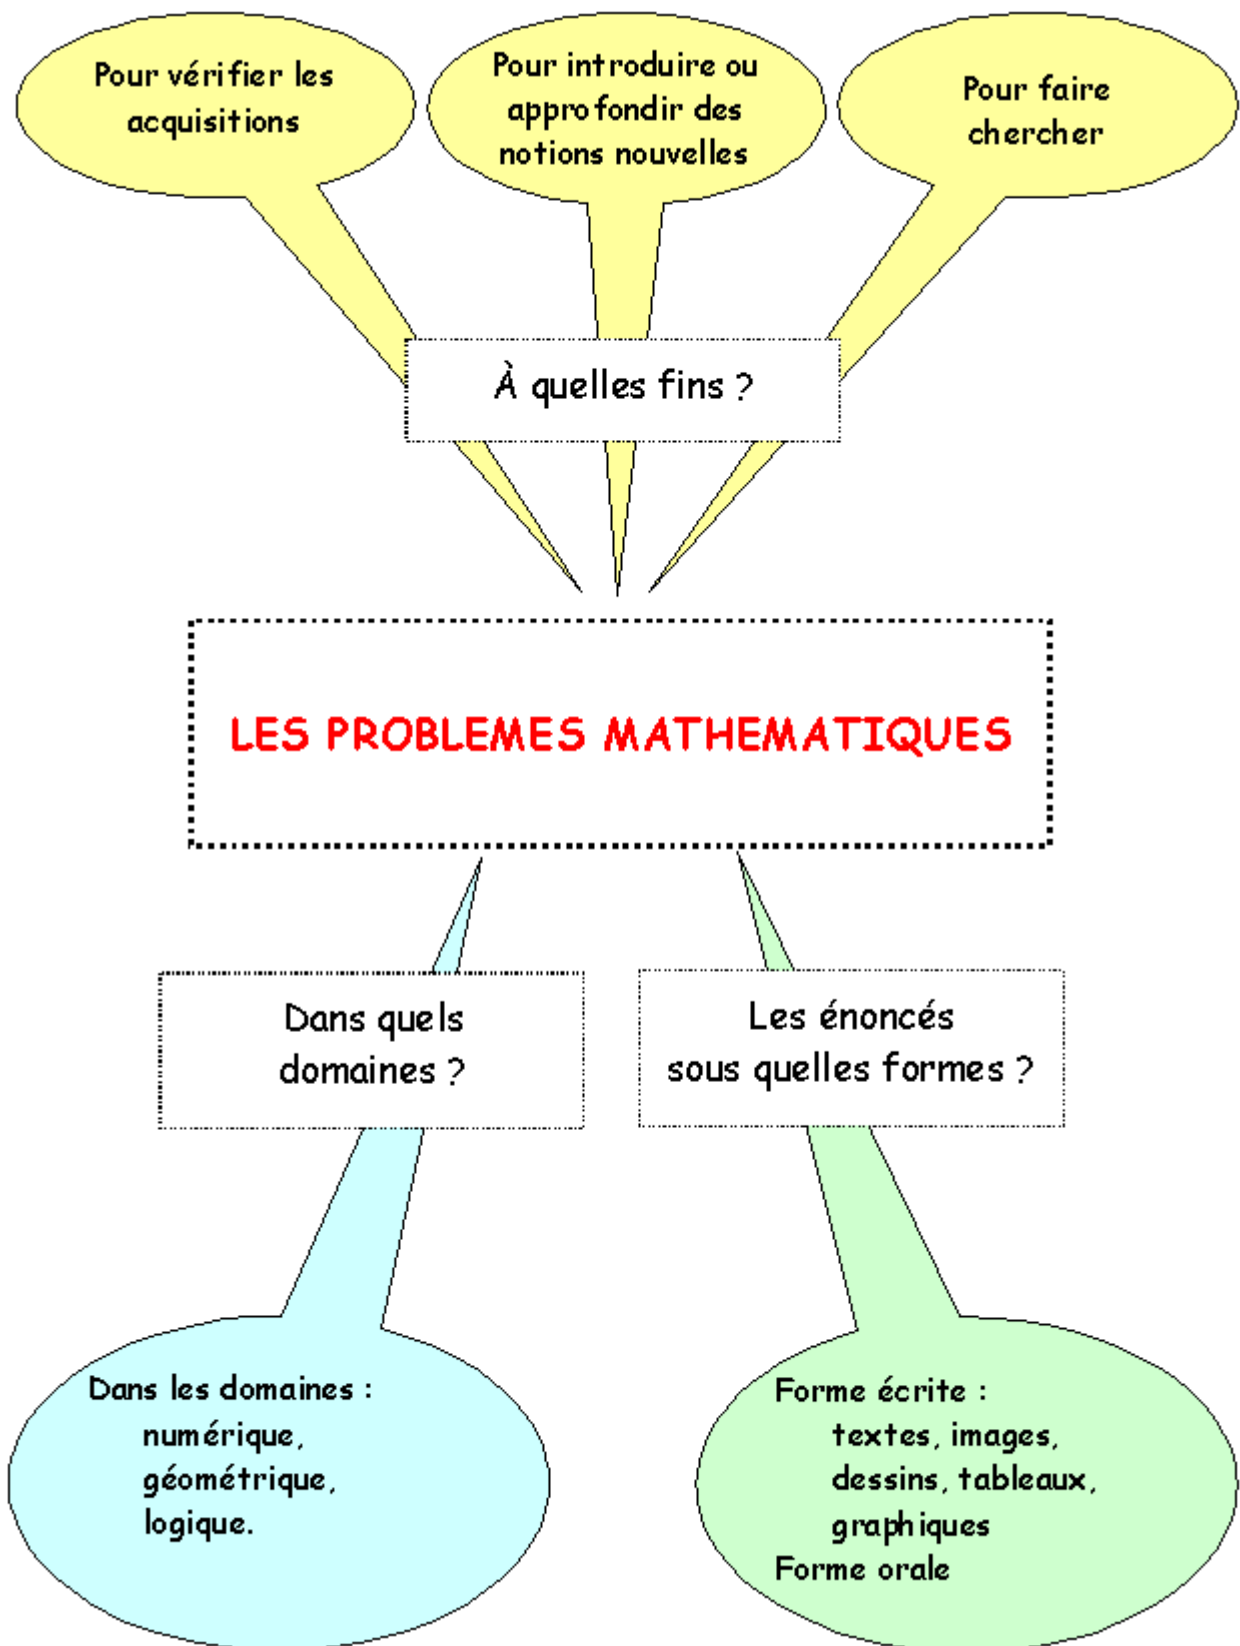 Pour vérifier les
acquisitions
Pour introduire ou
approfondir des
notions nouvelles
Pour faire
chercher
À quelles fins ?
LES PROBLEMES MATHEMATIQUES
Dans quels
domaines ?
Les énoncés
sous quelles formes ?
Dans les domaines :
numérique,
géométrique,
logique.
Forme écrite :
textes, images,
dessins, tableaux,
graphiques
Forme orale